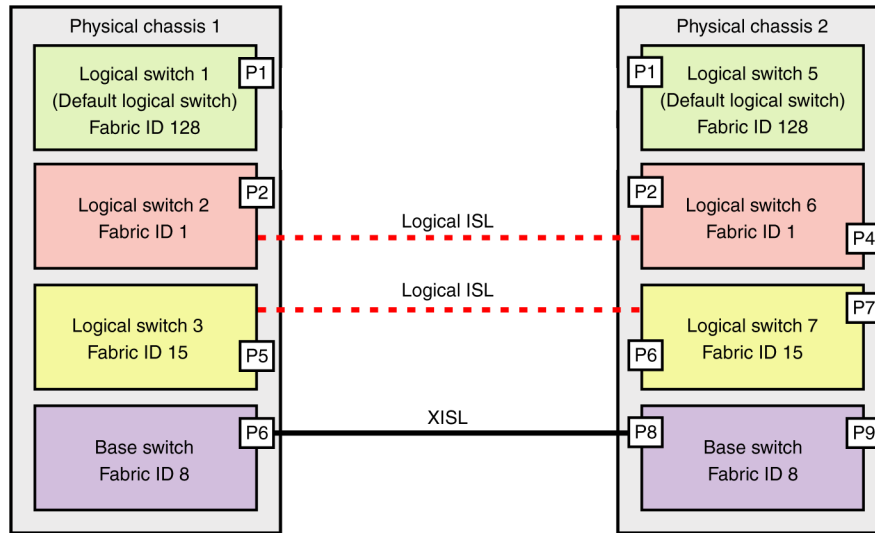 Physical chassis 1
Logical switch 1
(Default logical switch)
Fabric ID 128
P1
Logical switch 2
Fabric ID 1
P2
Logical switch 3
Fabric ID 15
P5
Base switch
Fabric ID 8
P6
Logical ISL
Logical ISL
XISL
Physical chassis 2
P1
Logical switch 5
(Default logical switch)
Fabric ID 128
P2
Logical switch 6
Fabric ID 1
P4
P7
Logical switch 7
Fabric ID 15
P6
P8
Base switch
Fabric ID 8
P9